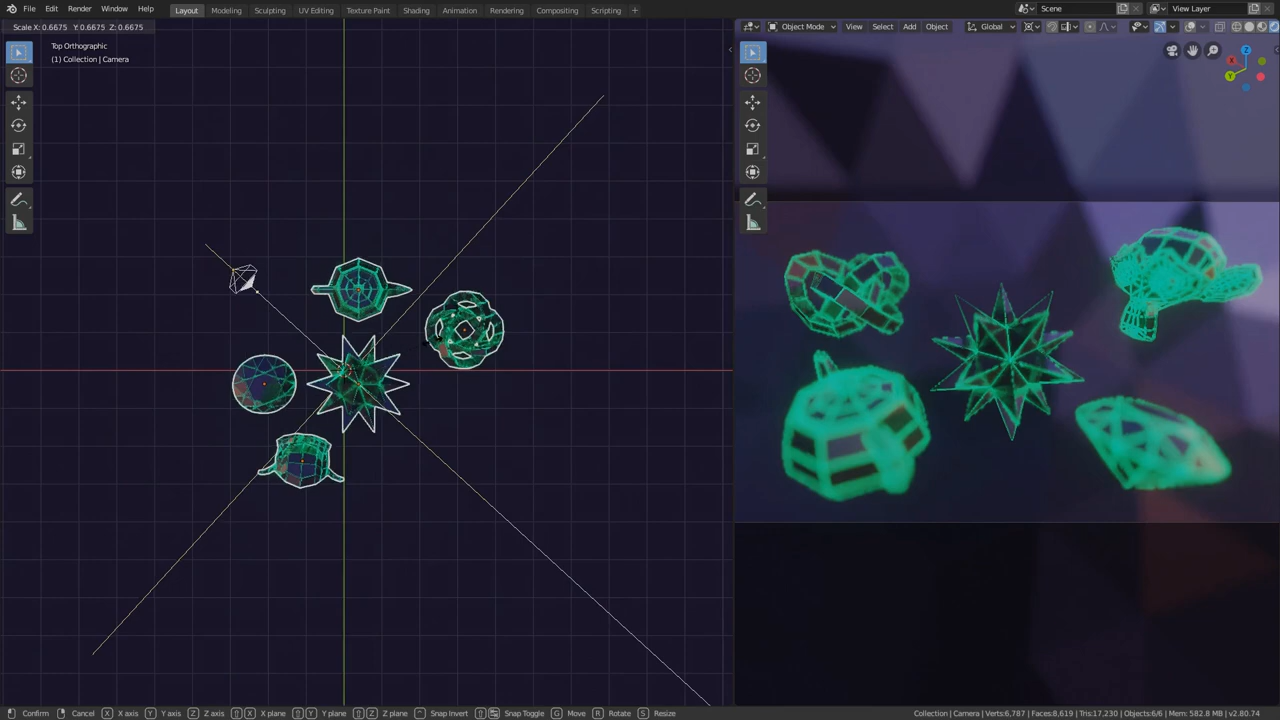 File Edit Render Window Help Layout Modeling Sculpting UV Editing Texture Paint Shading Animation Rendering Compositing Scripting + Scene View Layer
Scale X: 0.6675 Y: 0.6675 Z: 0.6675
Object Mode View Select Add Object Global
Top Orthographic
(1) Collection | Camera
X
Z
Y
Confirm Cancel X X axis Y Y axis Z Z axis X X plane Y Y plane Z Z plane Snap Invert Snap Toggle G Move R Rotate S Resize Collection | Camera | Verts:6,787 | Faces:8,619 | Tris:17,230 | Objects:6/6 | Mem: 582.8 MB | v2.80.74